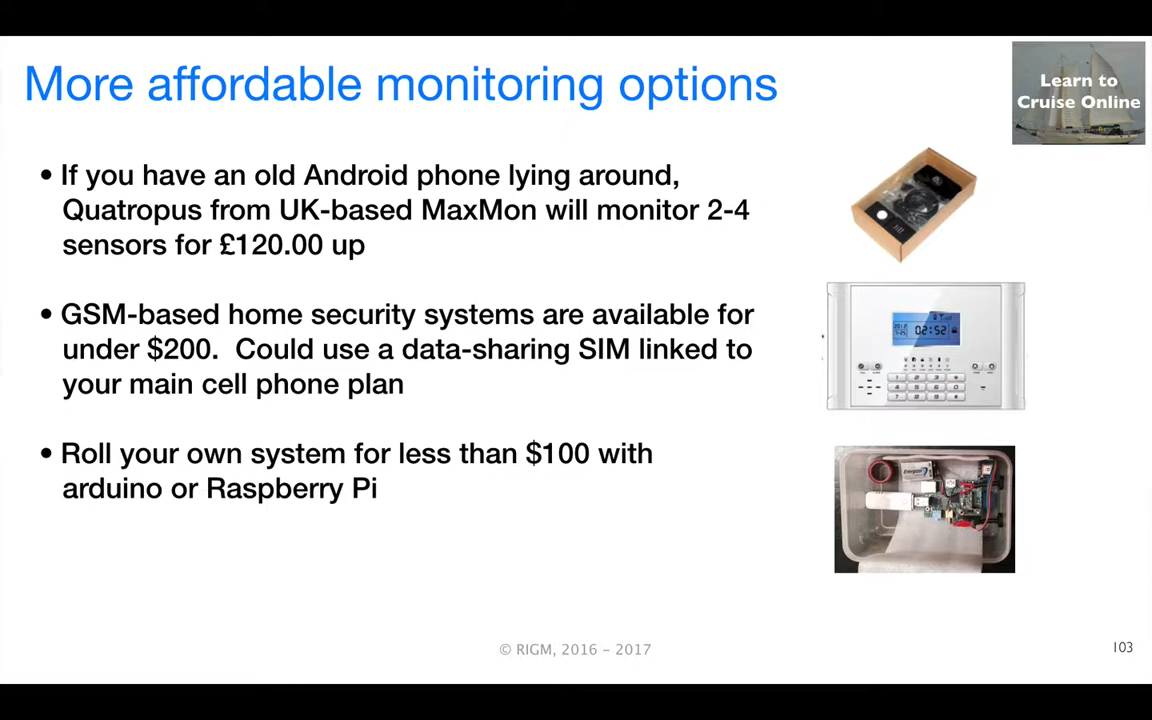 More affordable monitoring options
Learn to
Cruise Online
• If you have an old Android phone lying around,
Quatropus from UK-based MaxMon will monitor 2-4
sensors for £120.00 up
• GSM-based home security systems are available for
under $200.  Could use a data-sharing SIM linked to
your main cell phone plan
02:52
• Roll your own system for less than $100 with
arduino or Raspberry Pi
© RIGM, 2016 – 2017
103